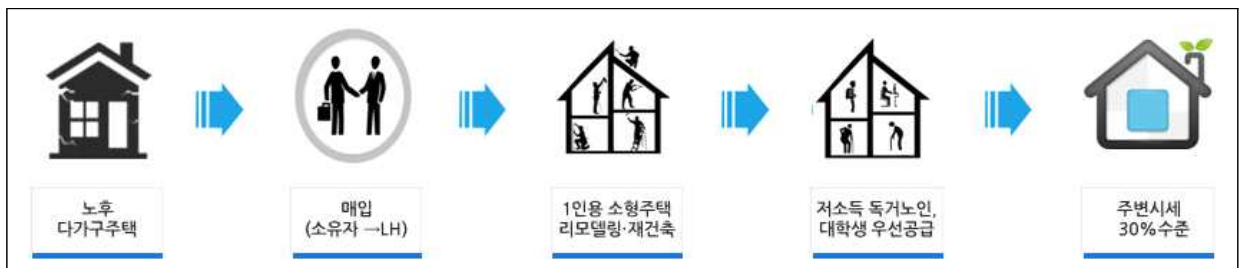 노후
다가구주택
매입
(소유자 →LH)
1인용 소형주택
리모델링·재건축
저소득 독거노인,
대학생 우선공급
주변시세
30%수준